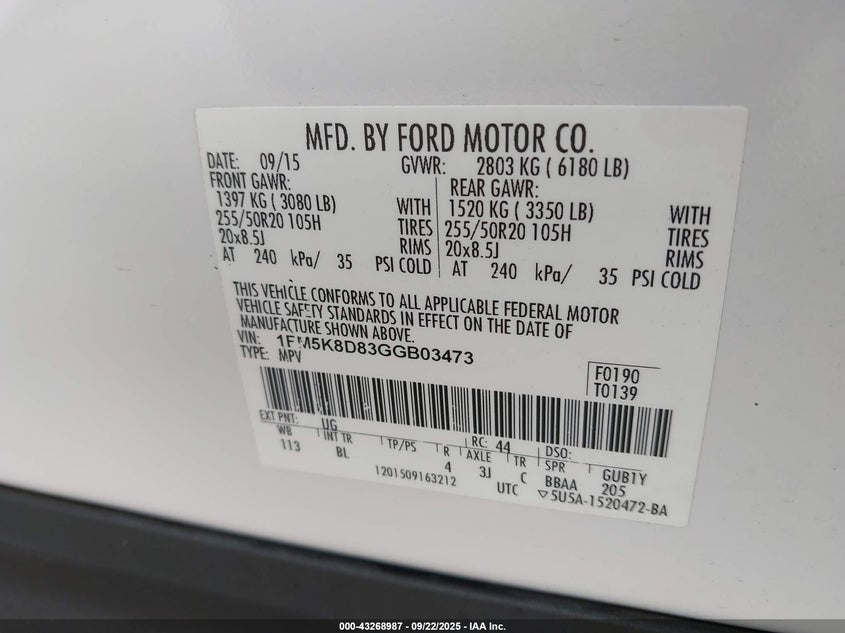 MFD. BY FORD MOTOR CO.
DATE: 09/15 GVWR: 2803 KG ( 6180 LB)
FRONT GAWR: REAR GAWR:
1397 KG ( 3080 LB) WITH 1520 KG ( 3350 LB) WITH
255/50R20 105H TIRES 255/50R20 105H TIRES
20x8.5J RIMS 20x8.5J RIMS
AT 240 kPa/ 35 PSI COLD AT 240 kPa/ 35 PSI COLD
THIS VEHICLE CONFORMS TO ALL APPLICABLE FEDERAL MOTOR
VEHICLE SAFETY STANDARDS IN EFFECT ON THE DATE OF
MANUFACTURE SHOWN ABOVE.
VIN: 1FM5K8D83GGB03473
TYPE: MPV
F0190
T0139
EXT PNT: UG RC: 44 DSO:
WB INT TR TP/PS R AXLE TR SPR GUB1Y
113 BL 4 3J C BBAA 205
1201509163212 UTC ▽5U5A-1520472-BA
000-43268987 - 09/22/2025 - IAA Inc.